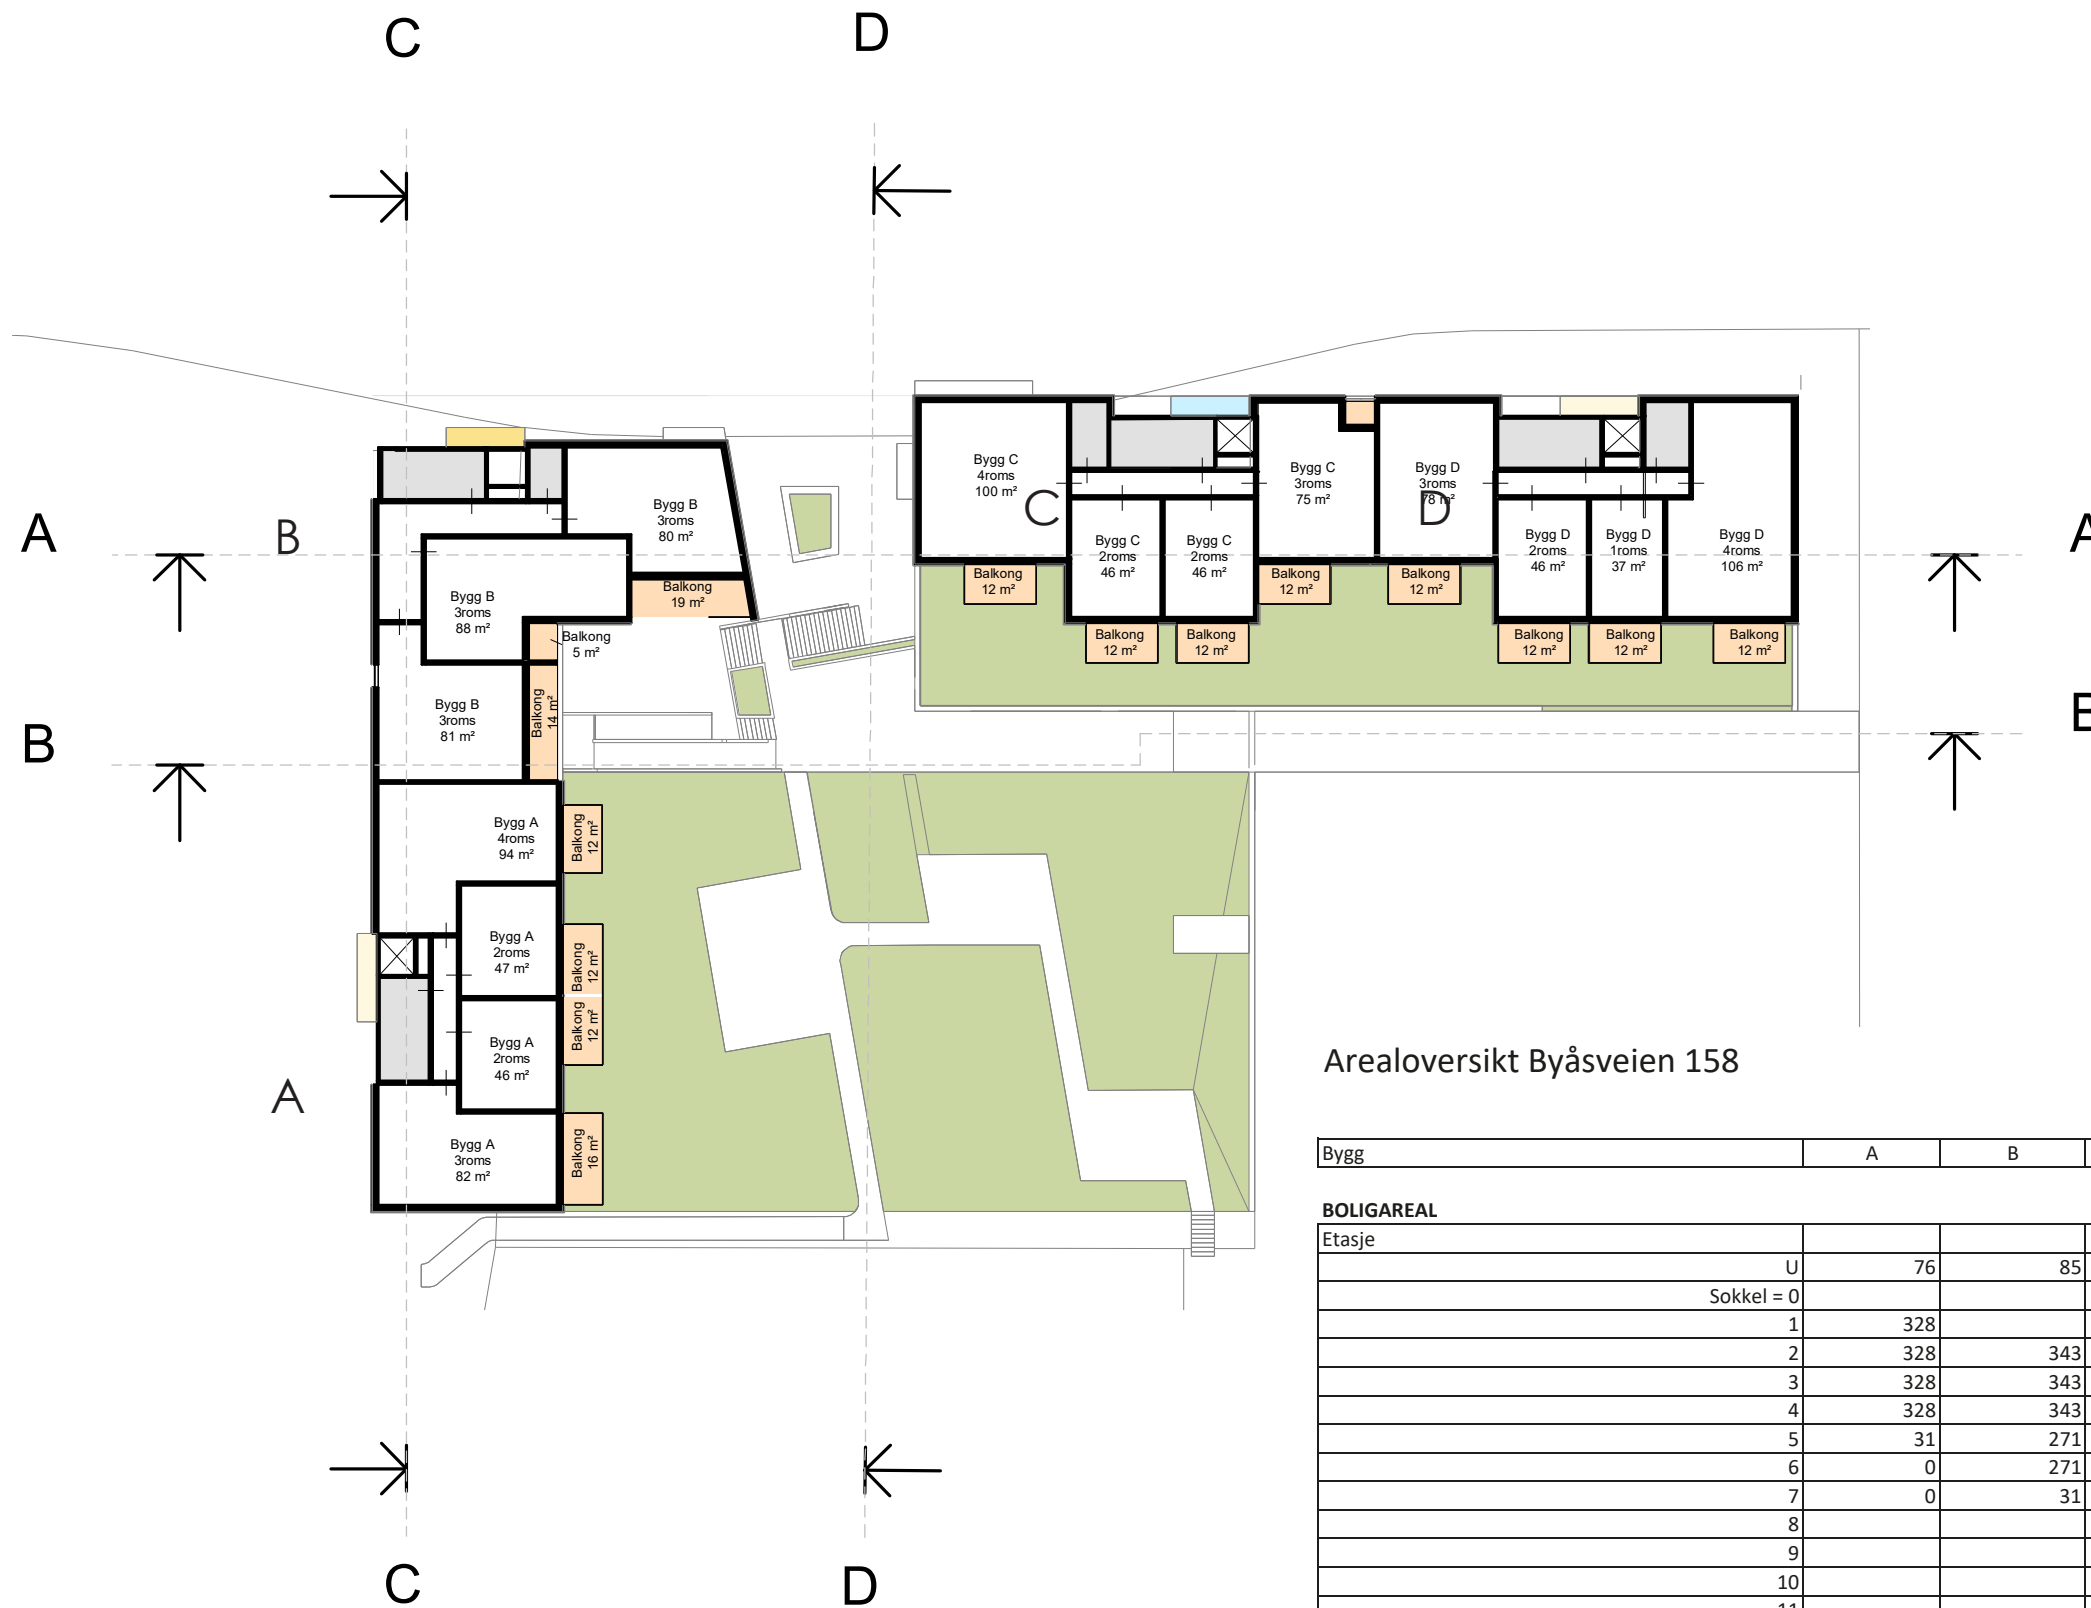 C
D
Bygg C
4roms
100 m²
C
Bygg C
3roms
75 m²
Bygg D
3roms
78 m²
D
Bygg B
3roms
80 m²
A
B
Bygg C
2roms
46 m²
Bygg C
2roms
46 m²
Bygg D
2roms
46 m²
Bygg D
1roms
37 m²
Bygg D
4roms
106 m²
A
Balkong
12 m²
Balkong
12 m²
Balkong
12 m²
Balkong
19 m²
Bygg B
3roms
88 m²
Balkong
5 m²
Balkong
12 m²
Balkong
12 m²
Balkong
12 m²
Balkong
12 m²
Balkong
12 m²
Bygg B
3roms
81 m²
Balkong
14 m²
B
B
Bygg A
4roms
94 m²
Balkong
12 m²
Bygg A
2roms
47 m²
Balkong
12 m²
Bygg A
2roms
46 m²
Balkong
12 m²
A
Bygg A
3roms
82 m²
Balkong
16 m²
Arealoversikt Byåsveien 158
Bygg A B
BOLIGAREAL
Etasje
U 76 85
Sokkel = 0
1 328
2 328 343
3 328 343
4 328 343
5 31 271
6 0 271
7 0 31
8
9
10
11
C
D